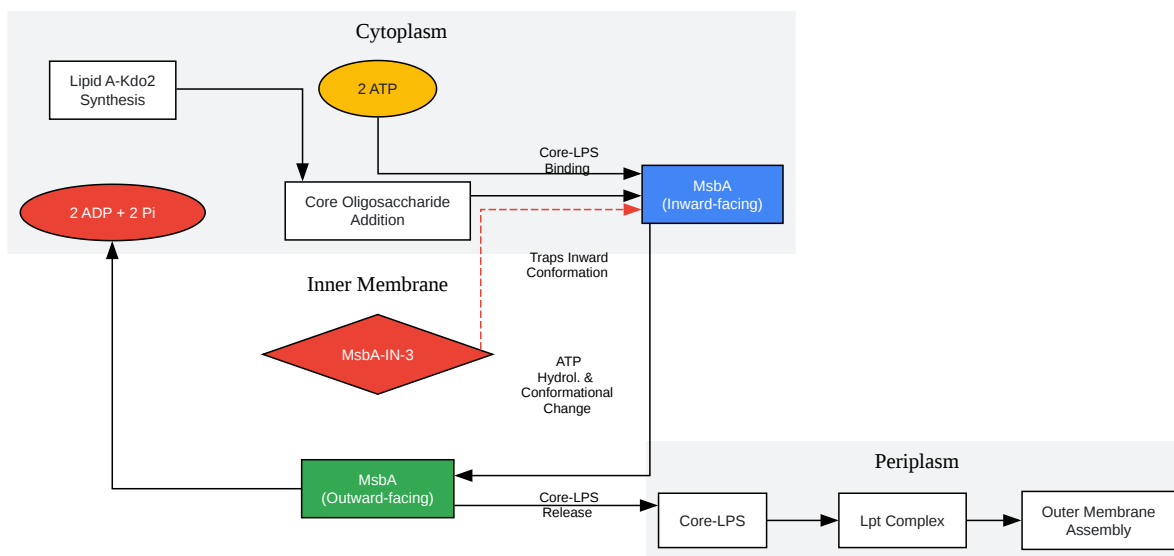 Cytoplasm
Lipid A-Kdo2
Synthesis
2 ATP
Core-LPS
Binding
MsbA
(Inward-facing)
2 ADP + 2 Pi
Core Oligosaccharide
Addition
Traps Inward
Conformation
Inner Membrane
MsbA-IN-3
ATP
Hydrol. &
Conformational
Change
Periplasm
MsbA
(Outward-facing)
Core-LPS
Release
Core-LPS
Lpt Complex
Outer Membrane
Assembly